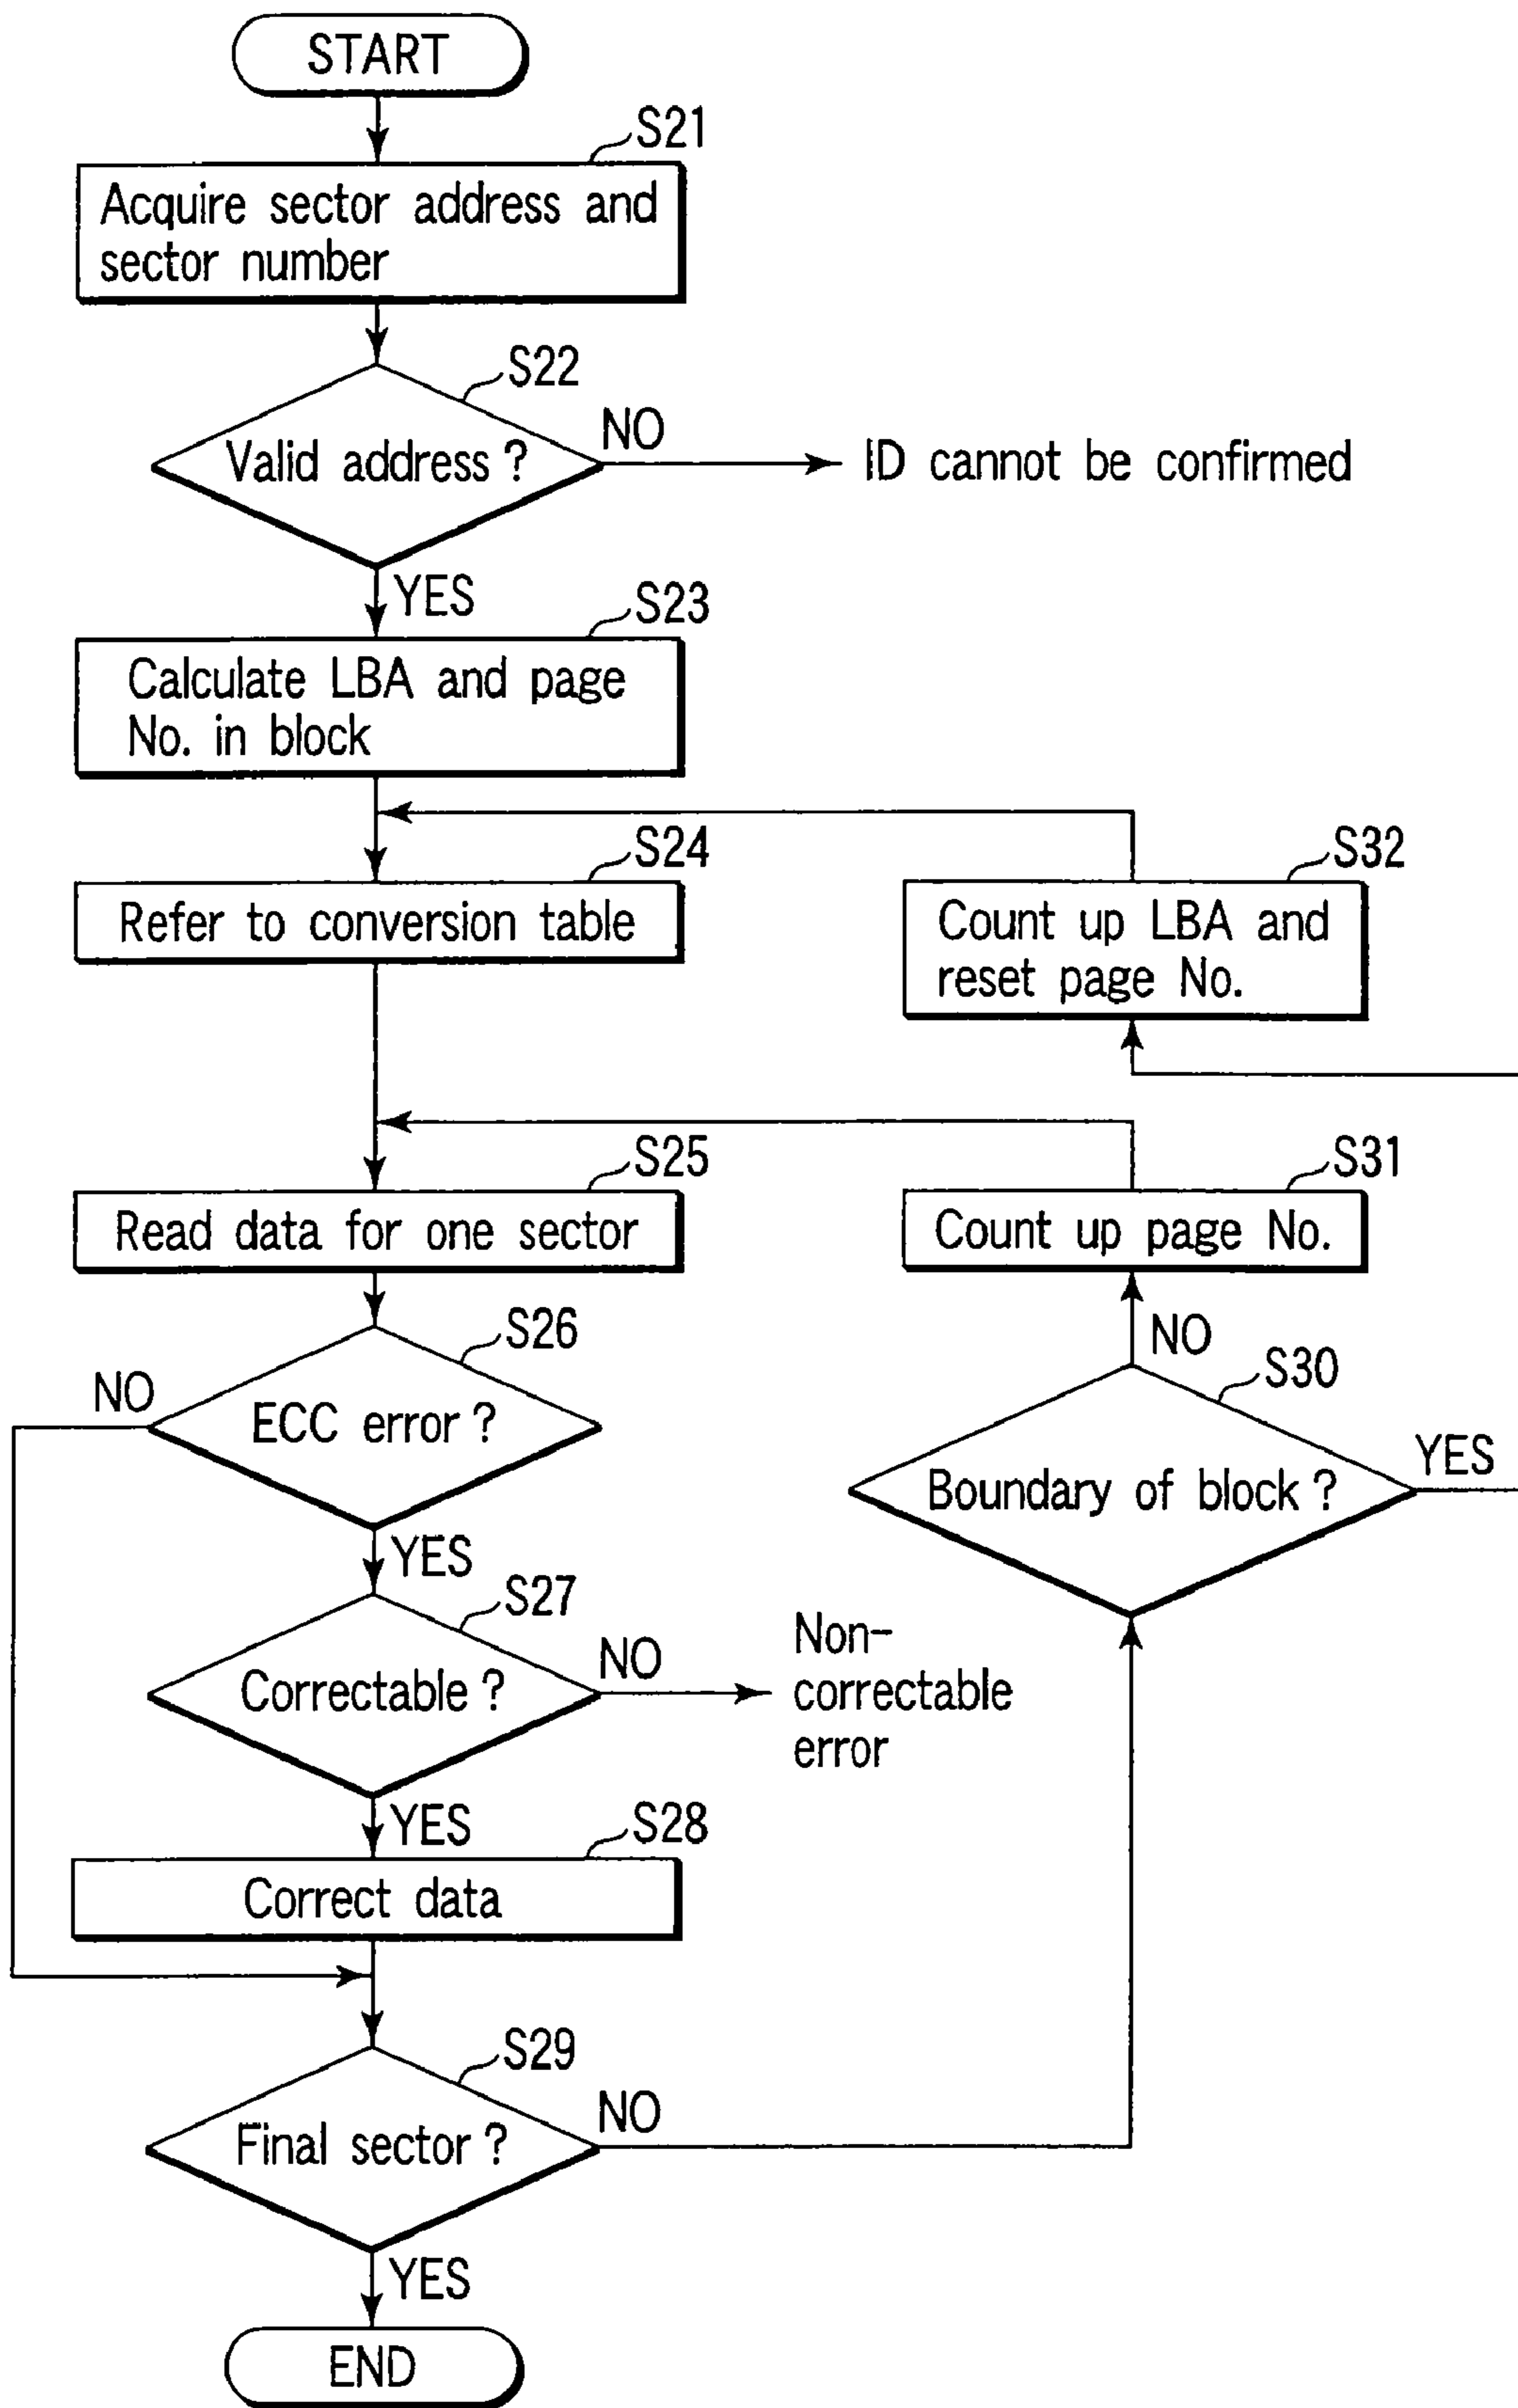 START
S21
Acquire sector address and
sector number
S22
Valid address ?
NO
ID cannot be confirmed
YES
S23
Calculate LBA and page
No. in block
S24
Refer to conversion table
S32
Count up LBA and
reset page No.
S25
Read data for one sector
S31
Count up page No.
S26
NO
ECC error ?
YES
NO
S30
Boundary of block ?
YES
S27
Correctable ?
NO
Non-
correctable
error
YES
S28
Correct data
S29
Final sector ?
NO
YES
END